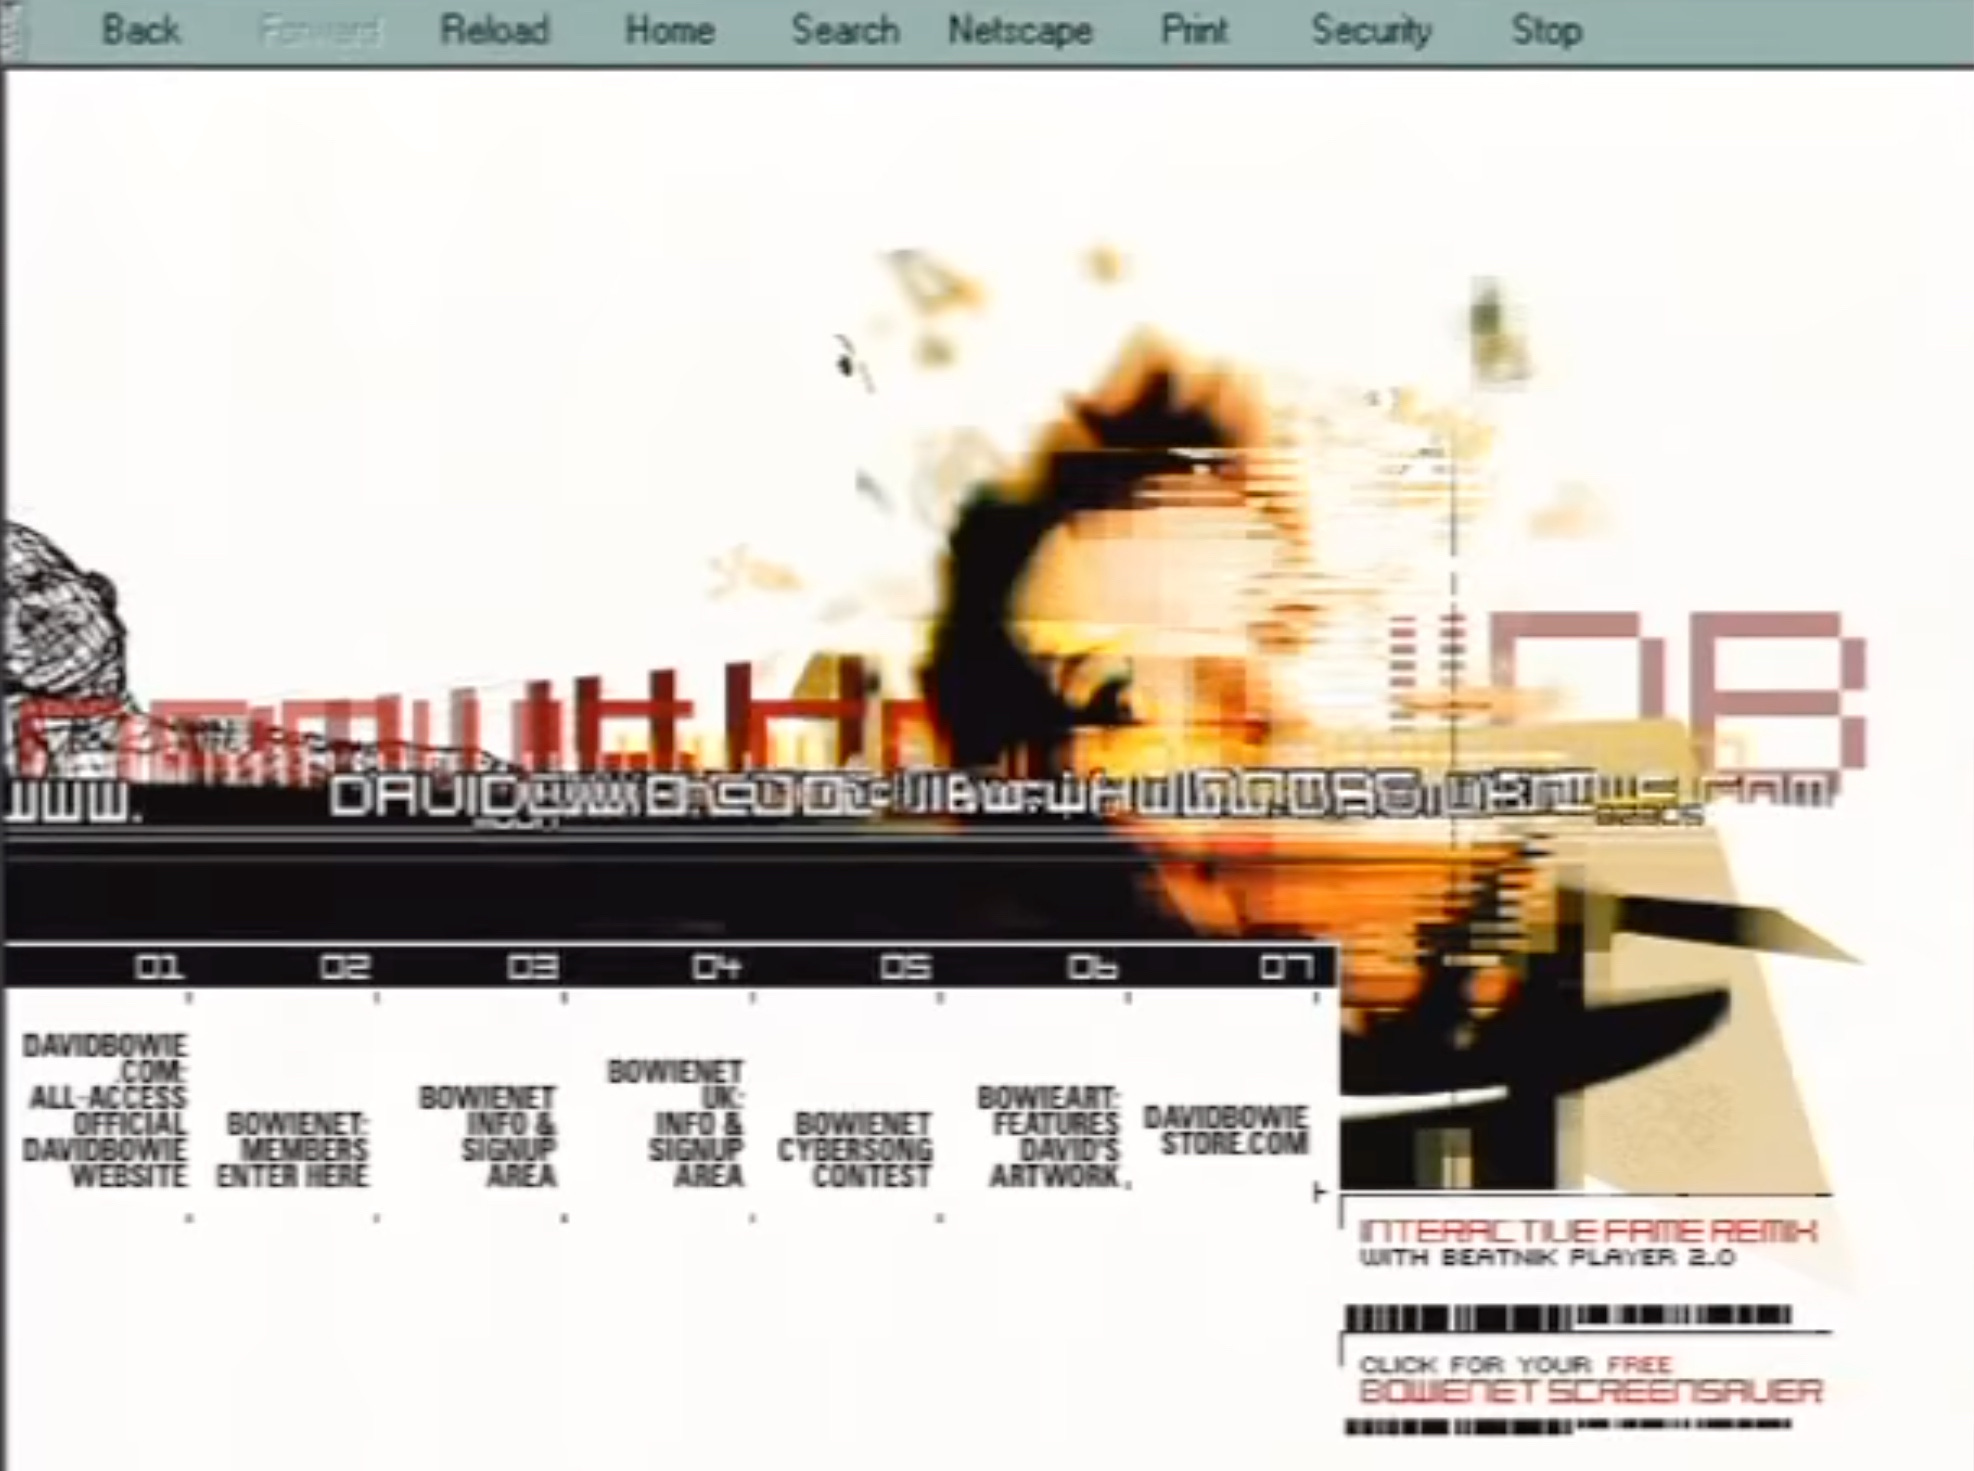 Back Forward Reload Home Search Netscape Print Security Stop
DB
WWW.
01 02 03 04 05 06 07
DAVIDBOWIE
.COM:
ALL-ACCESS
OFFICIAL
DAVIDBOWIE
WEBSITE
BOWIENET:
MEMBERS
ENTER HERE
BOWIENET
INFO &
SIGNUP
AREA
BOWIENET
UK:
INFO &
SIGNUP
AREA
BOWIENET
CYBERSONG
CONTEST
BOWIEART:
FEATURES
DAVID'S
ARTWORK.
DAVIDBOWIE
STORE.COM
INTERACTIVE FAME REMIX
WITH BEATNIK PLAYER 2.0
CLICK FOR YOUR FREE
BOWIENET SCREENSAVER